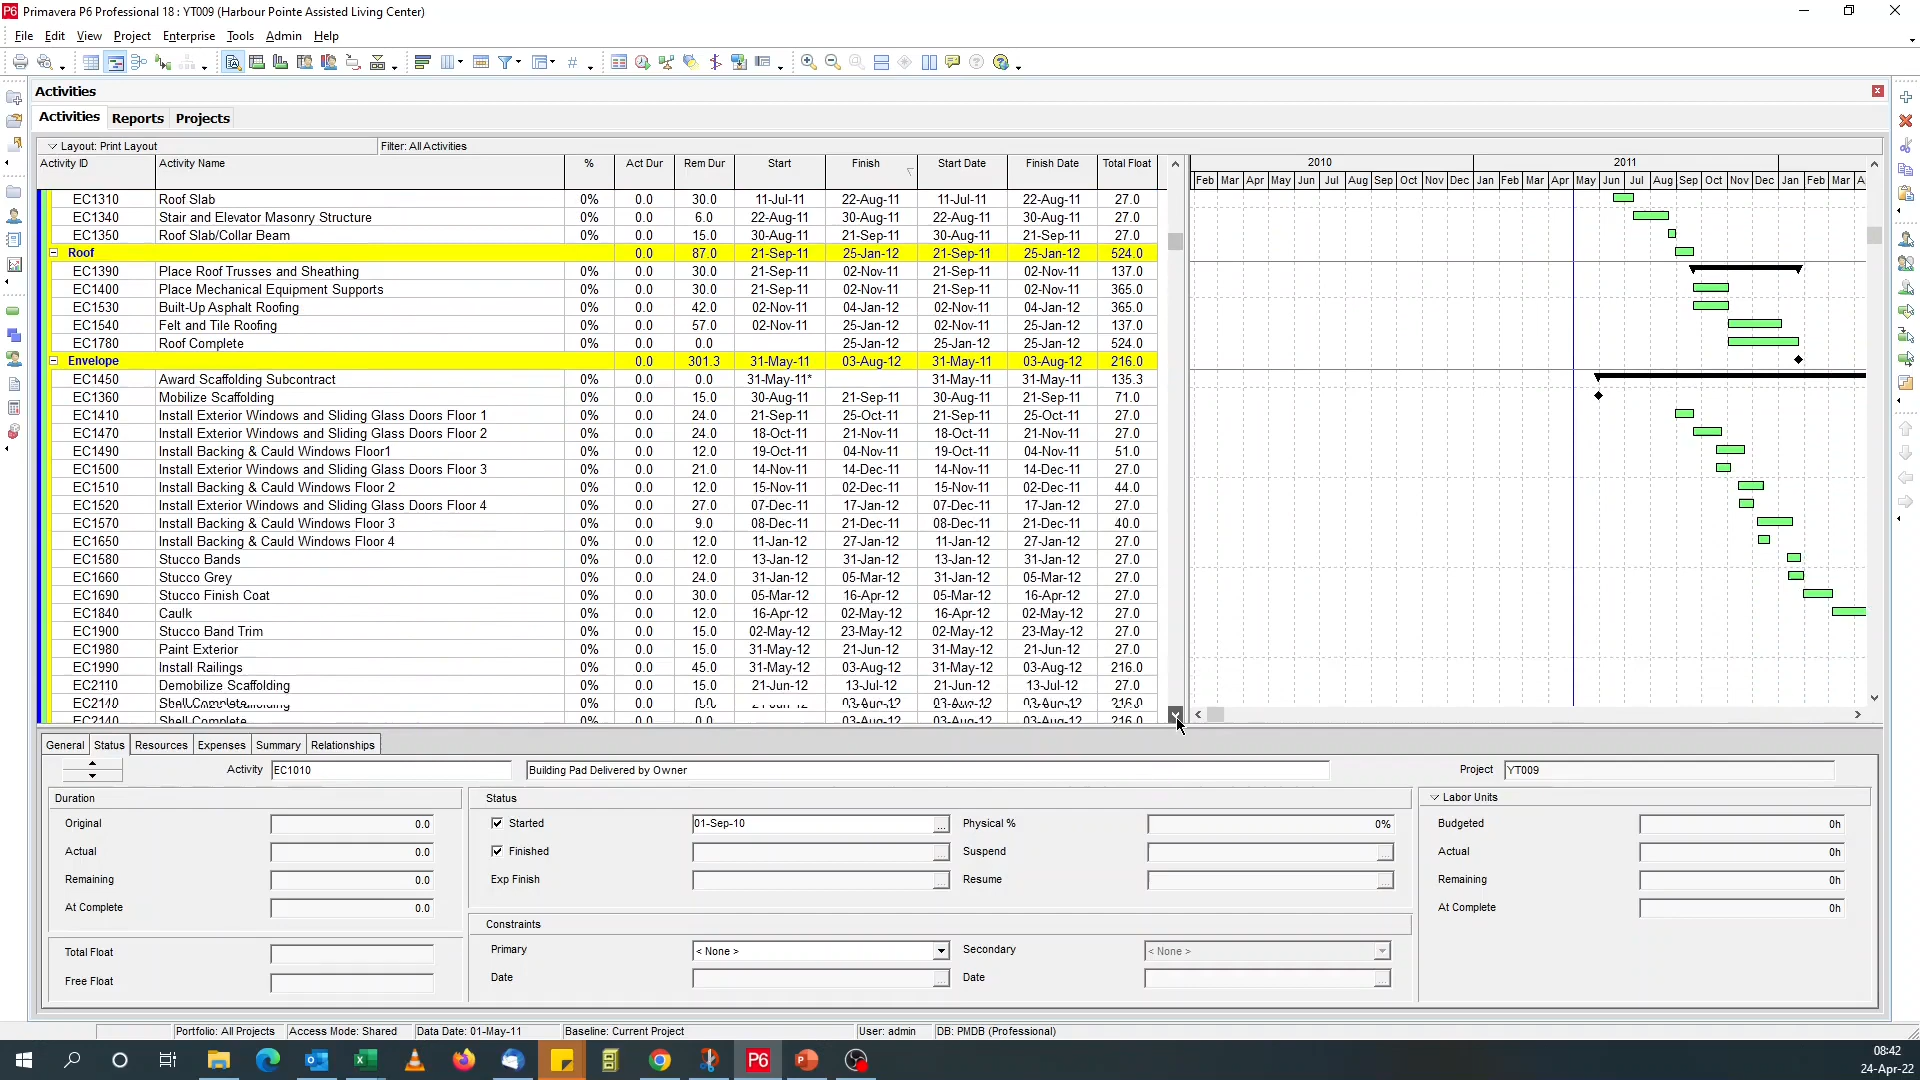 Primavera P6 Professional 18 : YT009 (Harbour Pointe Assisted Living Center)
File Edit View Project Enterprise Tools Admin Help
Activities
Activities Reports Projects
Layout: Print Layout Filter: All Activities
Activity ID Activity Name % Act Dur Rem Dur Start Finish Start Date Finish Date Total Float 2010 2011
Feb Mar Apr May Jun Jul Aug Sep Oct Nov Dec Jan Feb Mar Apr May Jun Jul Aug Sep Oct Nov Dec Jan Feb Mar A
EC1310 Roof Slab 0% 0.0 30.0 11-Jul-11 22-Aug-11 11-Jul-11 22-Aug-11 27.0
EC1340 Stair and Elevator Masonry Structure 0% 0.0 6.0 22-Aug-11 30-Aug-11 22-Aug-11 30-Aug-11 27.0
EC1350 Roof Slab/Collar Beam 0% 0.0 15.0 30-Aug-11 21-Sep-11 30-Aug-11 21-Sep-11 27.0
Roof 0.0 87.0 21-Sep-11 25-Jan-12 21-Sep-11 25-Jan-12 524.0
EC1390 Place Roof Trusses and Sheathing 0% 0.0 30.0 21-Sep-11 02-Nov-11 21-Sep-11 02-Nov-11 137.0
EC1400 Place Mechanical Equipment Supports 0% 0.0 30.0 21-Sep-11 02-Nov-11 21-Sep-11 02-Nov-11 365.0
EC1530 Built-Up Asphalt Roofing 0% 0.0 42.0 02-Nov-11 04-Jan-12 02-Nov-11 04-Jan-12 365.0
EC1540 Felt and Tile Roofing 0% 0.0 57.0 02-Nov-11 25-Jan-12 02-Nov-11 25-Jan-12 137.0
EC1780 Roof Complete 0% 0.0 0.0 25-Jan-12 25-Jan-12 25-Jan-12 524.0
Envelope 0.0 301.3 31-May-11 03-Aug-12 31-May-11 03-Aug-12 216.0
EC1450 Award Scaffolding Subcontract 0% 0.0 0.0 31-May-11* 31-May-11 31-May-11 135.3
EC1360 Mobilize Scaffolding 0% 0.0 15.0 30-Aug-11 21-Sep-11 30-Aug-11 21-Sep-11 71.0
EC1410 Install Exterior Windows and Sliding Glass Doors Floor 1 0% 0.0 24.0 21-Sep-11 25-Oct-11 21-Sep-11 25-Oct-11 27.0
EC1470 Install Exterior Windows and Sliding Glass Doors Floor 2 0% 0.0 24.0 18-Oct-11 21-Nov-11 18-Oct-11 21-Nov-11 27.0
EC1490 Install Backing & Cauld Windows Floor1 0% 0.0 12.0 19-Oct-11 04-Nov-11 19-Oct-11 04-Nov-11 51.0
EC1500 Install Exterior Windows and Sliding Glass Doors Floor 3 0% 0.0 21.0 14-Nov-11 14-Dec-11 14-Nov-11 14-Dec-11 27.0
EC1510 Install Backing & Cauld Windows Floor 2 0% 0.0 12.0 15-Nov-11 02-Dec-11 15-Nov-11 02-Dec-11 44.0
EC1520 Install Exterior Windows and Sliding Glass Doors Floor 4 0% 0.0 27.0 07-Dec-11 17-Jan-12 07-Dec-11 17-Jan-12 27.0
EC1570 Install Backing & Cauld Windows Floor 3 0% 0.0 9.0 08-Dec-11 21-Dec-11 08-Dec-11 21-Dec-11 40.0
EC1650 Install Backing & Cauld Windows Floor 4 0% 0.0 12.0 11-Jan-12 27-Jan-12 11-Jan-12 27-Jan-12 27.0
EC1580 Stucco Bands 0% 0.0 12.0 13-Jan-12 31-Jan-12 13-Jan-12 31-Jan-12 27.0
EC1660 Stucco Grey 0% 0.0 24.0 31-Jan-12 05-Mar-12 31-Jan-12 05-Mar-12 27.0
EC1690 Stucco Finish Coat 0% 0.0 30.0 05-Mar-12 16-Apr-12 05-Mar-12 16-Apr-12 27.0
EC1840 Caulk 0% 0.0 12.0 16-Apr-12 02-May-12 16-Apr-12 02-May-12 27.0
EC1900 Stucco Band Trim 0% 0.0 15.0 02-May-12 23-May-12 02-May-12 23-May-12 27.0
EC1980 Paint Exterior 0% 0.0 15.0 31-May-12 21-Jun-12 31-May-12 21-Jun-12 27.0
EC1990 Install Railings 0% 0.0 45.0 31-May-12 03-Aug-12 31-May-12 03-Aug-12 216.0
EC2110 Demobilize Scaffolding 0% 0.0 15.0 21-Jun-12 13-Jul-12 21-Jun-12 13-Jul-12 27.0
EC2140 Shell Complete 0% 0.0 0.0 03-Aug-12 03-Aug-12 03-Aug-12 216.0
General Status Resources Expenses Summary Relationships
Activity EC1010 Building Pad Delivered by Owner Project YT009
Duration Status Labor Units
Original 0.0 Started 01-Sep-10 Physical % 0% Budgeted 0h
Actual 0.0 Finished Suspend Actual 0h
Remaining 0.0 Exp Finish Resume Remaining 0h
At Complete 0.0 At Complete 0h
Constraints
Total Float Primary < None > Secondary < None >
Free Float Date Date
Portfolio: All Projects Access Mode: Shared Data Date: 01-May-11 Baseline: Current Project User: admin DB: PMDB (Professional)
P6
08:42
24-Apr-22